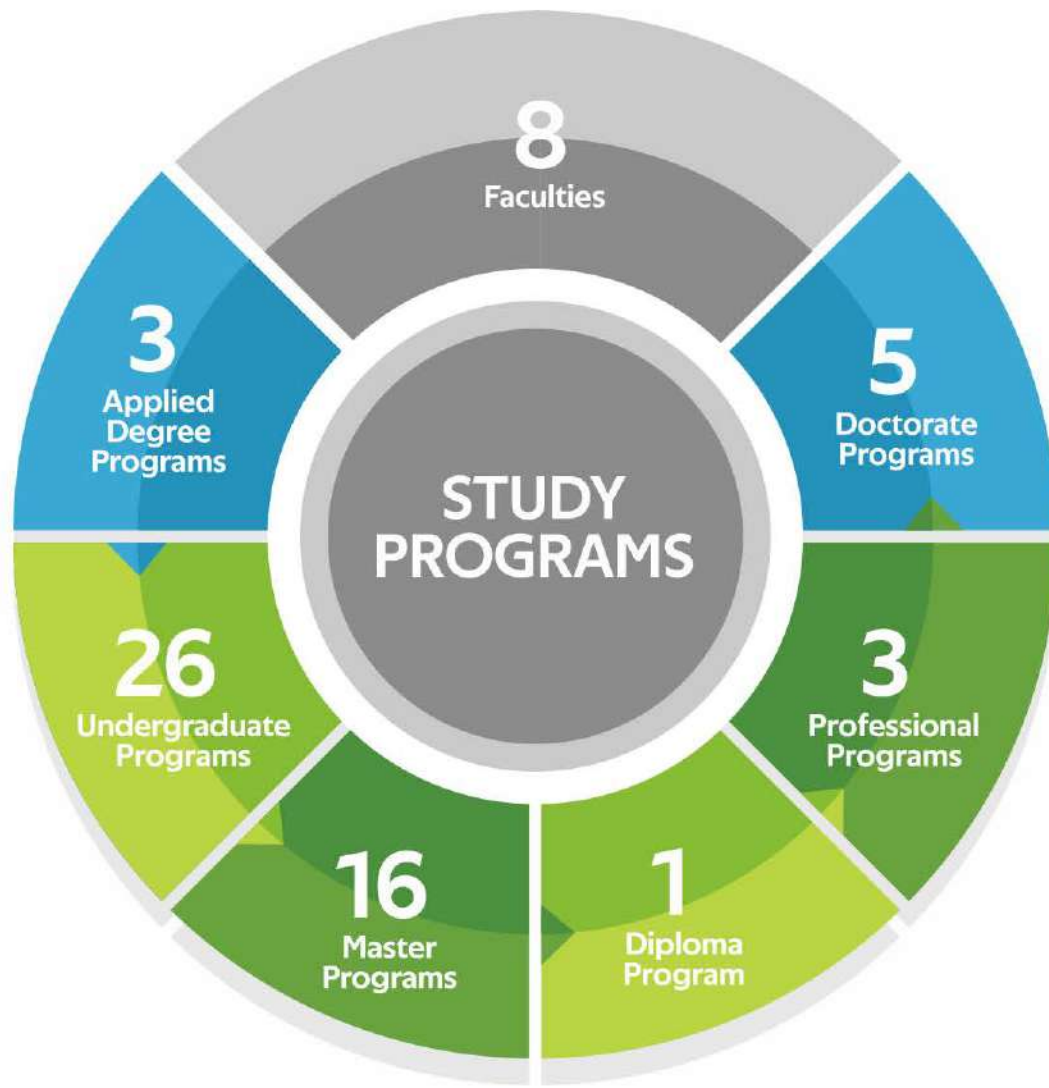 8
Faculties
3
Applied
Degree
Programs
5
Doctorate
Programs
STUDY
PROGRAMS
26
Undergraduate
Programs
3
Professional
Programs
16
Master
Programs
1
Diploma
Program